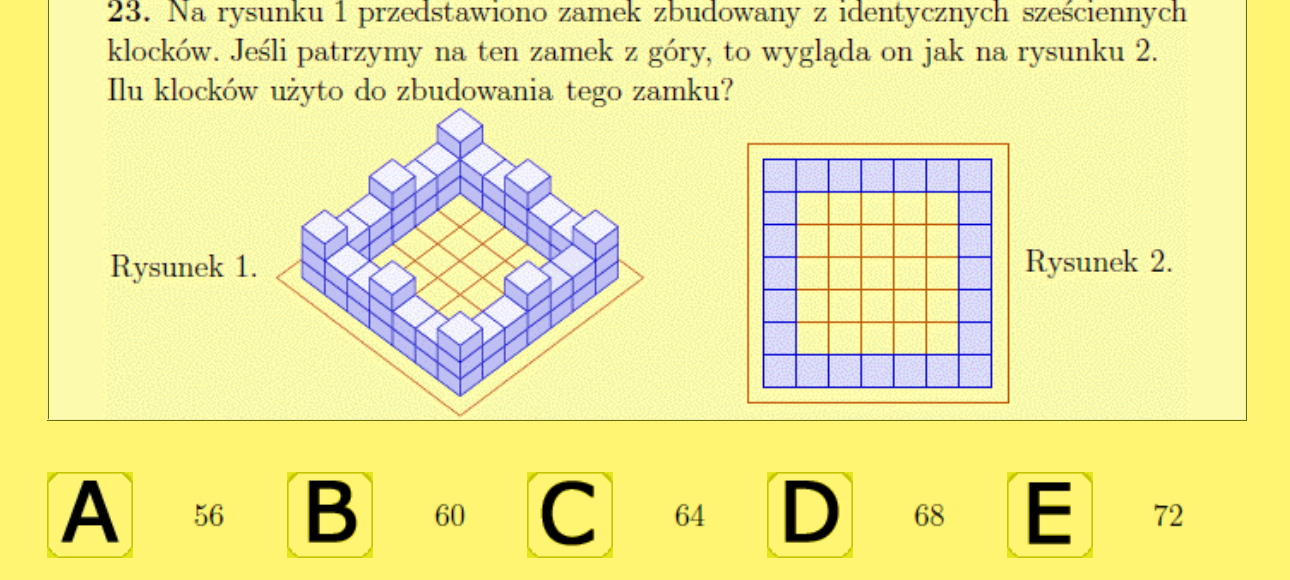 23. Na rysunku 1 przedstawiono zamek zbudowany z identycznych sześciennych
klocków. Jeśli patrzymy na ten zamek z góry, to wygląda on jak na rysunku 2.
Ilu klocków użyto do zbudowania tego zamku?
Rysunek 1.
Rysunek 2.
A 56 B 60 C 64 D 68 E 72